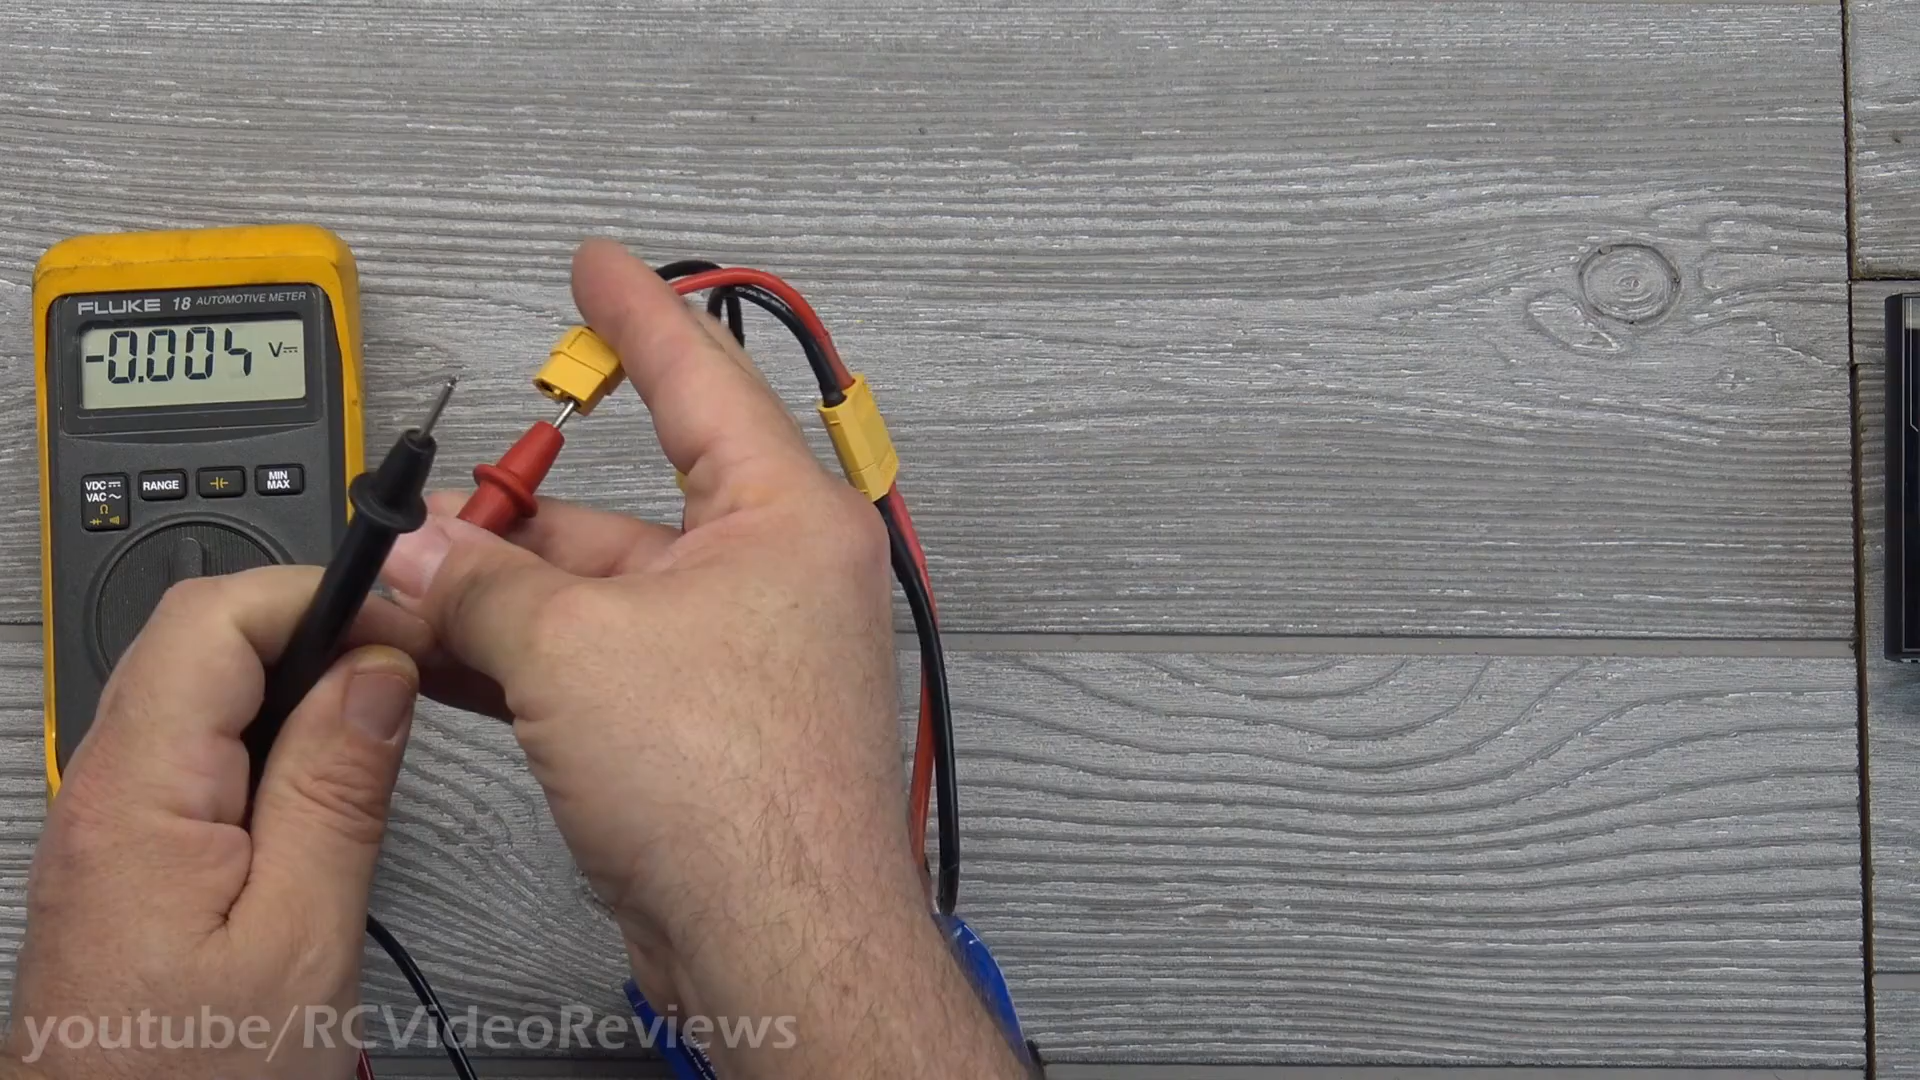 FLUKE 18 AUTOMOTIVE METER
-0.004 V
VDC
VAC
Ω
RANGE
MIN
MAX
youtube/RCVideoReviews